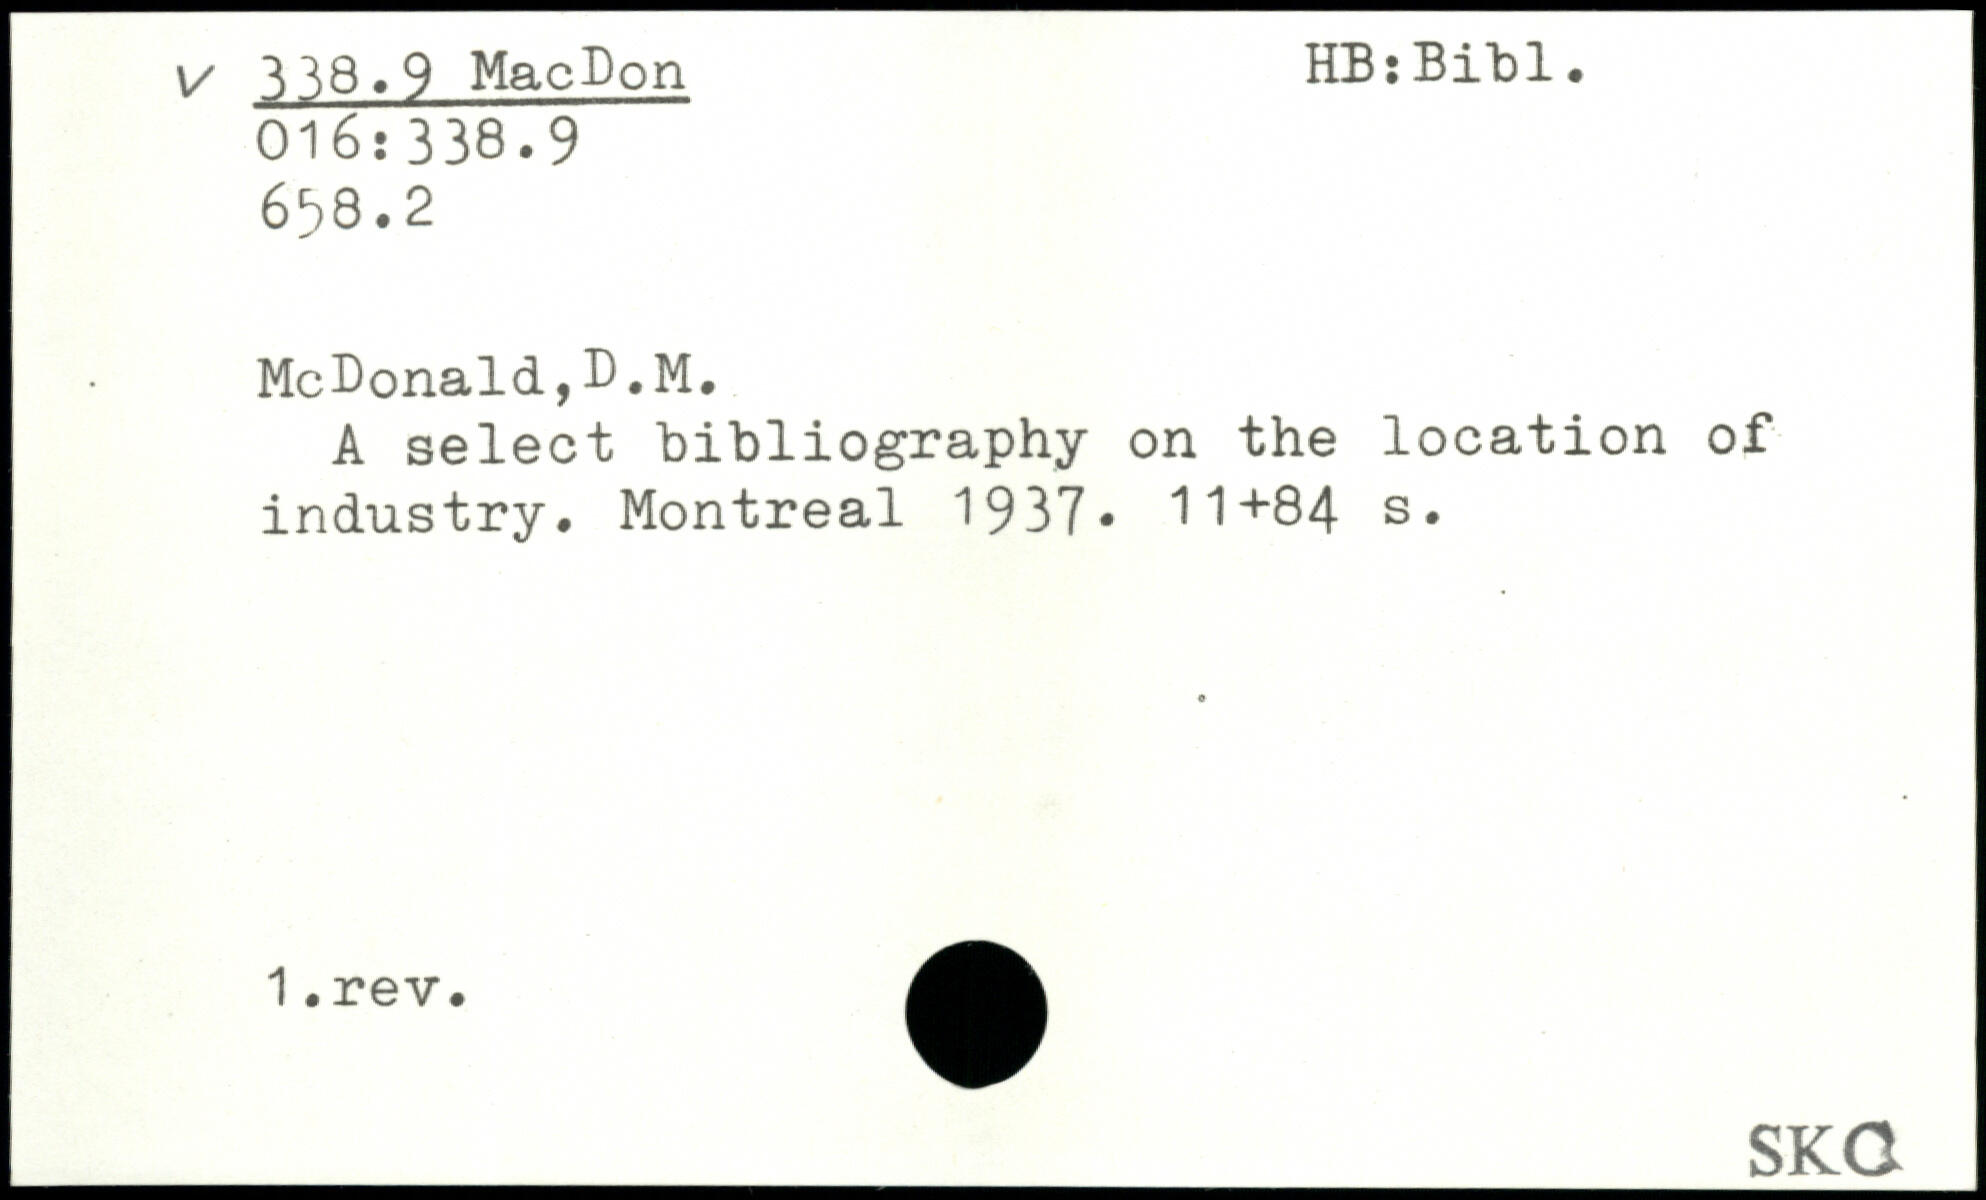 v 338.9 MacDon
HB:Bibl.
016:338.9
658.2
McDonald,D.M.
A select bibliography on the location of
industry. Montreal 1937. 11+84 s.
1.rev.